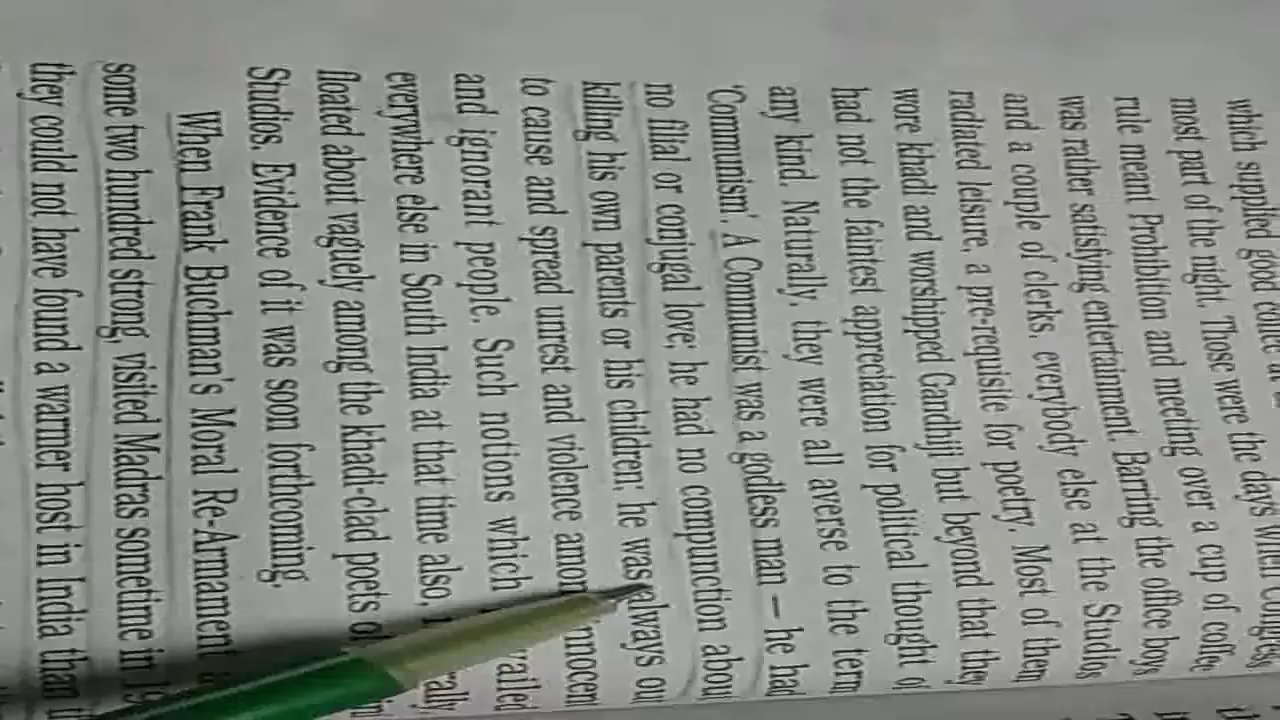 which supplied good coffee at
most part of the night. Those were the days when Congress
rule meant Prohibition and meeting over a cup of coffee
was rather satisfying entertainment. Barring the office boys
and a couple of clerks, everybody else at the Studios
radiated leisure, a pre-requisite for poetry. Most of them
wore khadi and worshipped Gandhiji but beyond that they
had not the faintest appreciation for political thought of
any kind. Naturally, they were all averse to the term
'Communism'. A Communist was a godless man — he had
no filial or conjugal love; he had no compunction about
killing his own parents or his children; he was always ou
to cause and spread unrest and violence among innocen
and ignorant people. Such notions which
everywhere else in South India at that time also,
floated about vaguely among the khadi-clad poets
Studios. Evidence of it was soon forthcoming.
When Frank Buchman's Moral Re-Armament
some two hundred strong, visited Madras sometime in 19
they could not have found a warmer host in India than